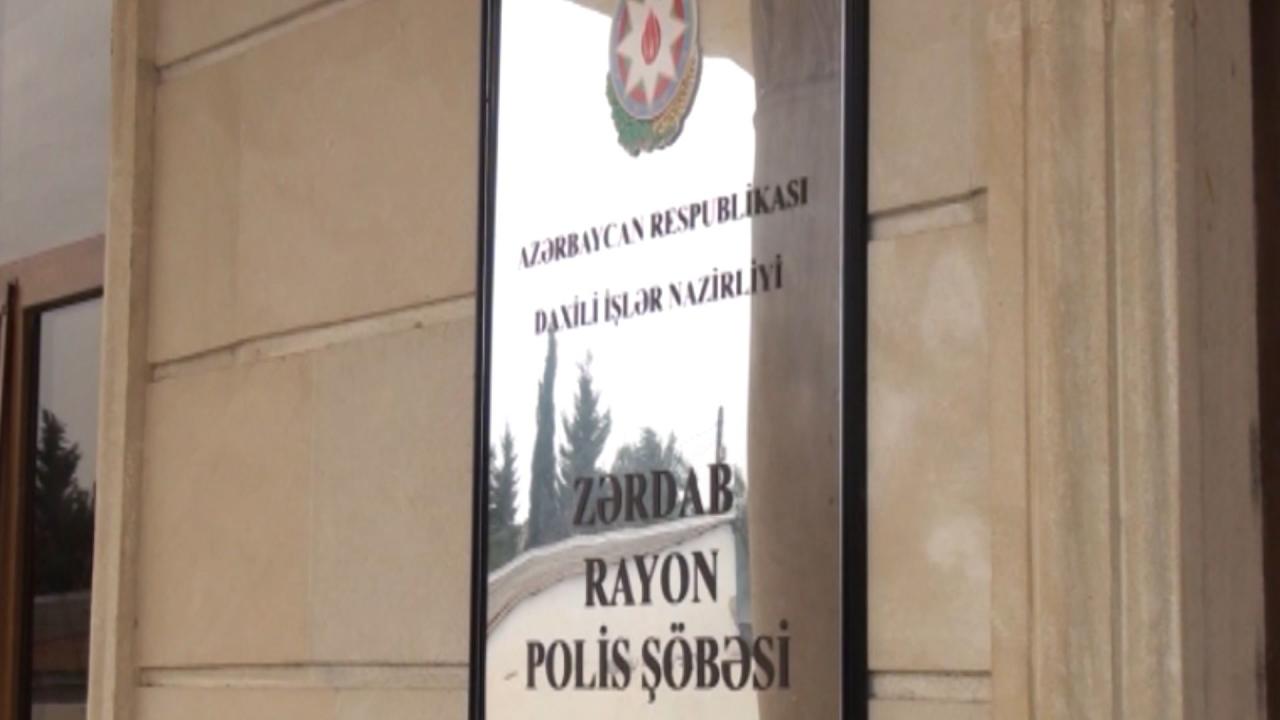 AZƏRBAYCAN RESPUBLİKASI
DAXİLİ İŞLƏR NAZİRLİYİ
ZƏRDAB
RAYON
POLİS ŞÖBƏSİ